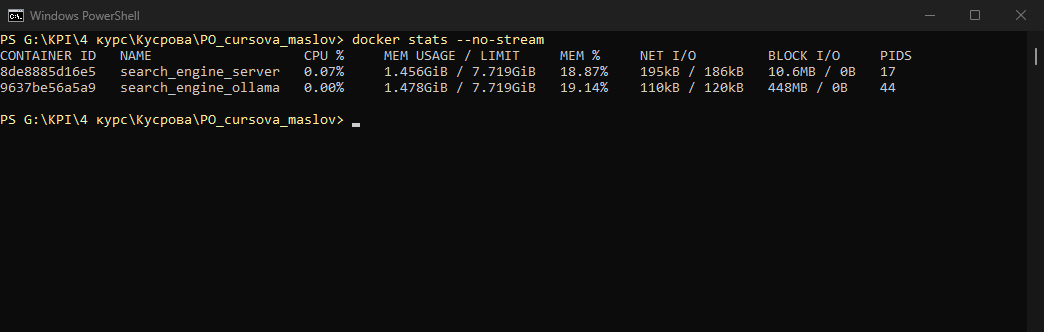 Windows PowerShell
PS G:\KPI\4 курс\Кусрова\PO_cursova_maslov> docker stats --no-stream
CONTAINER ID   NAME                   CPU %     MEM USAGE / LIMIT     MEM %     NET I/O         BLOCK I/O     PIDS
8de8885d16e5   search_engine_server   0.07%     1.456GiB / 7.719GiB   18.87%    195kB / 186kB   10.6MB / 0B   17
9637be56a5a9   search_engine_ollama   0.00%     1.478GiB / 7.719GiB   19.14%    110kB / 120kB   448MB / 0B    44
PS G:\KPI\4 курс\Кусрова\PO_cursova_maslov>